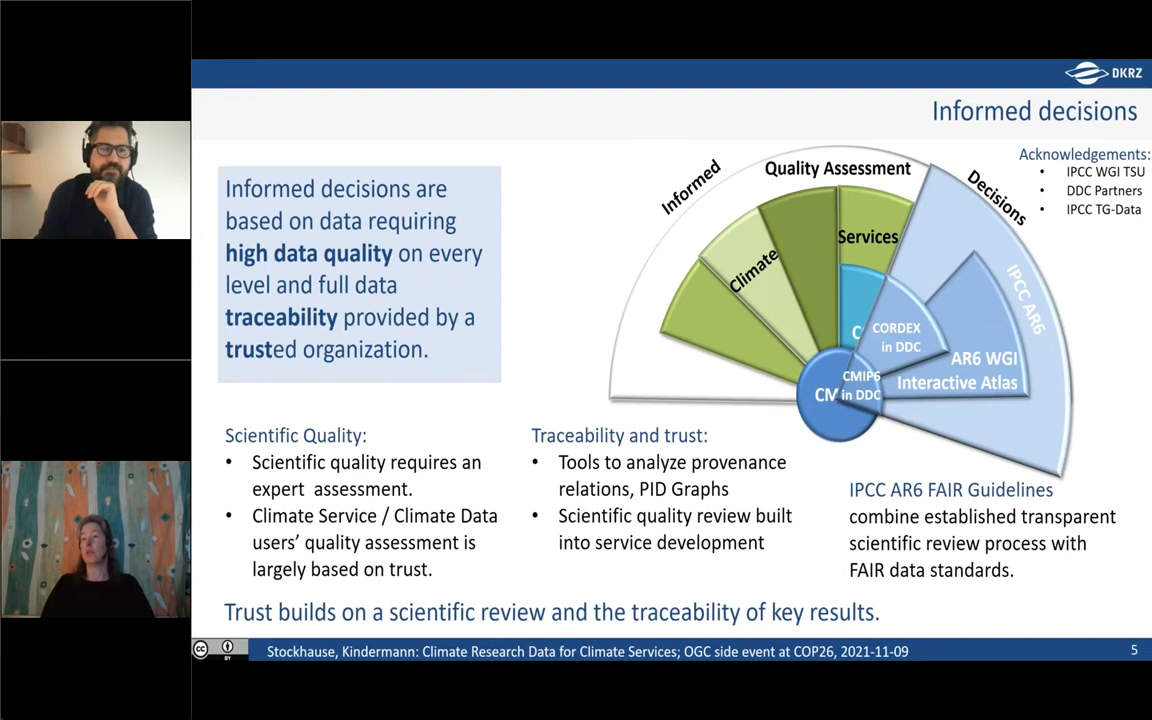 DKRZ
Informed decisions
Informed decisions are
based on data requiring
high data quality on every
level and full data
traceability provided by a
trusted organization.
Informed
Quality Assessment
Decisions
Climate
Services
IPCC AR6
CORDEX
in DDC
AR6 WGI
Interactive Atlas
CMIP6
in DDC
CM
Acknowledgements:
• IPCC WGI TSU
• DDC Partners
• IPCC TG-Data
Scientific Quality:
• Scientific quality requires an
expert assessment.
• Climate Service / Climate Data
users’ quality assessment is
largely based on trust.
Traceability and trust:
• Tools to analyze provenance
relations, PID Graphs
• Scientific quality review built
into service development
IPCC AR6 FAIR Guidelines
combine established transparent
scientific review process with
FAIR data standards.
Trust builds on a scientific review and the traceability of key results.
cc
BY
Stockhause, Kindermann: Climate Research Data for Climate Services; OGC side event at COP26, 2021-11-09
5